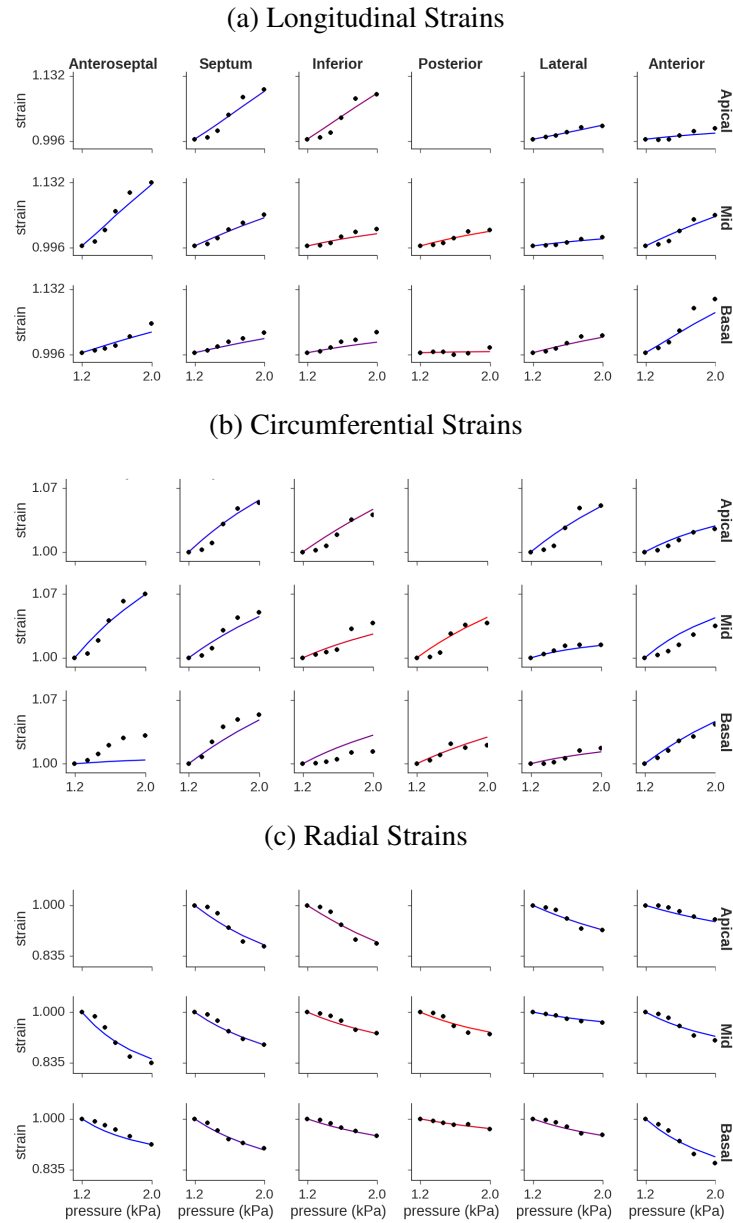 (a) Longitudinal Strains
Anteroseptal Septum Inferior Posterior Lateral Anterior
1.132
strain
0.996
Apical
1.132
strain
0.996
Mid
1.132
strain
0.996
Basal
1.2 2.0 1.2 2.0 1.2 2.0 1.2 2.0 1.2 2.0 1.2 2.0
(b) Circumferential Strains
1.07
strain
1.00
Apical
1.07
strain
1.00
Mid
1.07
strain
1.00
Basal
1.2 2.0 1.2 2.0 1.2 2.0 1.2 2.0 1.2 2.0 1.2 2.0
(c) Radial Strains
1.000
strain
0.835
Apical
1.000
strain
0.835
Mid
1.000
strain
0.835
Basal
1.2 2.0 1.2 2.0 1.2 2.0 1.2 2.0 1.2 2.0 1.2 2.0
pressure (kPa) pressure (kPa) pressure (kPa) pressure (kPa) pressure (kPa) pressure (kPa)